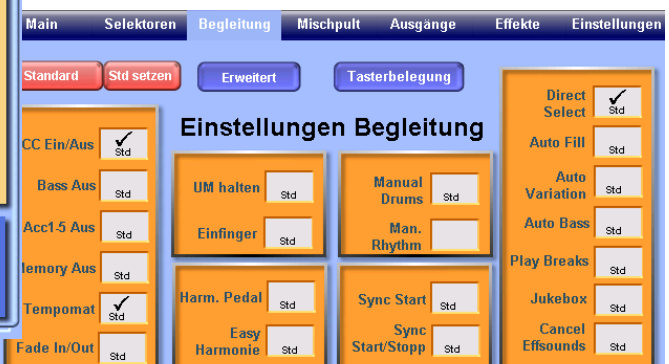 Main Selektoren Begleitung Mischpult Ausgänge Effekte Einstellungen
Standard Std setzen Erweitert Tasterbelegung
Einstellungen Begleitung
CC Ein/Aus Std
Bass Aus Std
Acc1-5 Aus Std
Memory Aus Std
Tempomat Std
Fade In/Out Std
UM halten Std
Einfinger Std
Harm. Pedal Std
Easy
Harmonie Std
Manual
Drums Std
Man.
Rhythm
Sync Start Std
Sync
Start/Stopp Std
Direct
Select Std
Auto Fill Std
Auto
Variation Std
Auto Bass Std
Play Breaks Std
Jukebox Std
Cancel
Effsounds Std